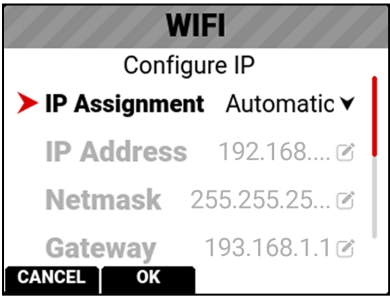 WIFI
Configure IP
IP Assignment Automatic
IP Address 192.168....
Netmask 255.255.25...
Gateway 193.168.1.1
CANCEL OK